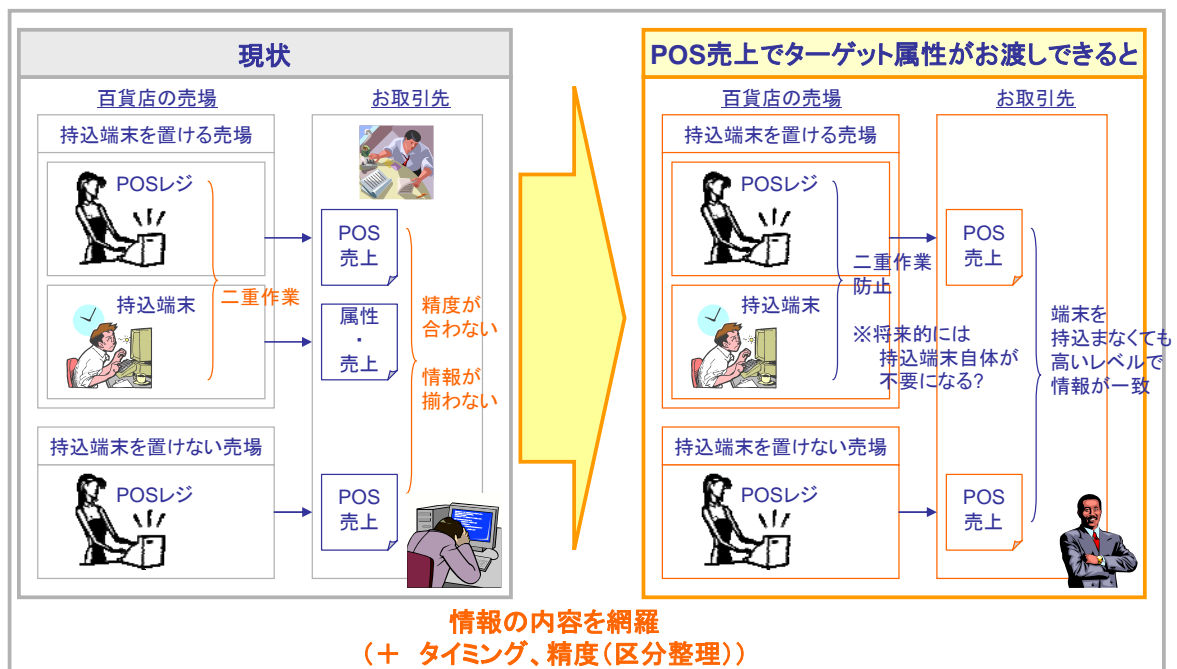 現状
百貨店の売場
お取引先
持込端末を置ける売場
POSレジ
持込端末
二重作業
POS
売上
属性
・
売上
精度が
合わない
情報が
揃わない
持込端末を置けない売場
POSレジ
POS
売上
POS売上でターゲット属性がお渡しできると
百貨店の売場
お取引先
持込端末を置ける売場
POSレジ
持込端末
二重作業
防止
※将来的には
持込端末自体が
不要になる?
POS
売上
端末を
持込まなくても
高いレベルで
情報が一致
持込端末を置けない売場
POSレジ
POS
売上
情報の内容を網羅
(+ タイミング、精度(区分整理))